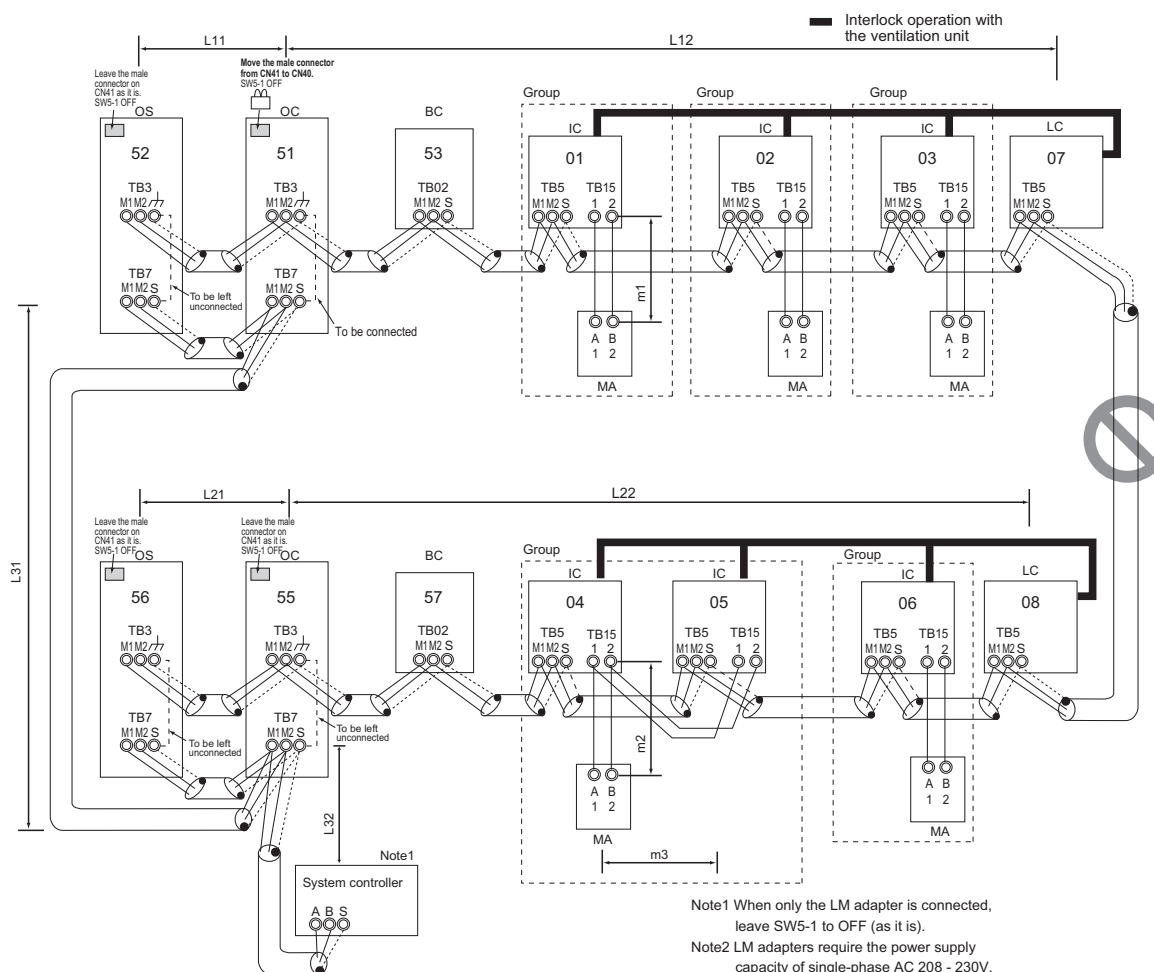 Interlock operation with
the ventilation unit
L11
L12
Leave the male
connector on
CN41 as it is.
SW5-1 OFF
Move the male connector
from CN41 to CN40.
SW5-1 OFF
Group
Group
Group
OS
OC
BC
IC
IC
IC
LC
52
51
53
01
02
03
07
TB3
TB3
TB02
TB5 TB15
TB5 TB15
TB5 TB15
TB5
M1 M2
M1 M2
M1 M2 S
M1 M2 S 1 2
M1 M2 S 1 2
M1 M2 S 1 2
M1 M2 S
TB7
TB7
M1 M2 S
M1 M2 S
To be left
unconnected
To be connected
m1
A B
1 2
MA
A B
1 2
MA
A B
1 2
MA
L31
L21
L22
Leave the male
connector on
CN41 as it is.
SW5-1 OFF
Leave the male
connector on
CN41 as it is.
SW5-1 OFF
Group
Group
OS
OC
BC
IC
IC
IC
LC
56
55
57
04
05
06
08
TB3
TB3
TB02
TB5 TB15
TB5 TB15
TB5 TB15
TB5
M1 M2
M1 M2
M1 M2 S
M1 M2 S 1 2
M1 M2 S 1 2
M1 M2 S 1 2
M1 M2 S
TB7
TB7
M1 M2 S
M1 M2 S
To be left
unconnected
To be left
unconnected
m2
A B
1 2
MA
A B
1 2
MA
m3
L32
Note1
System controller
A B S
Note1 When only the LM adapter is connected,
leave SW5-1 to OFF (as it is).
Note2 LM adapters require the power supply
capacity of single-phase AC 208 - 230V.